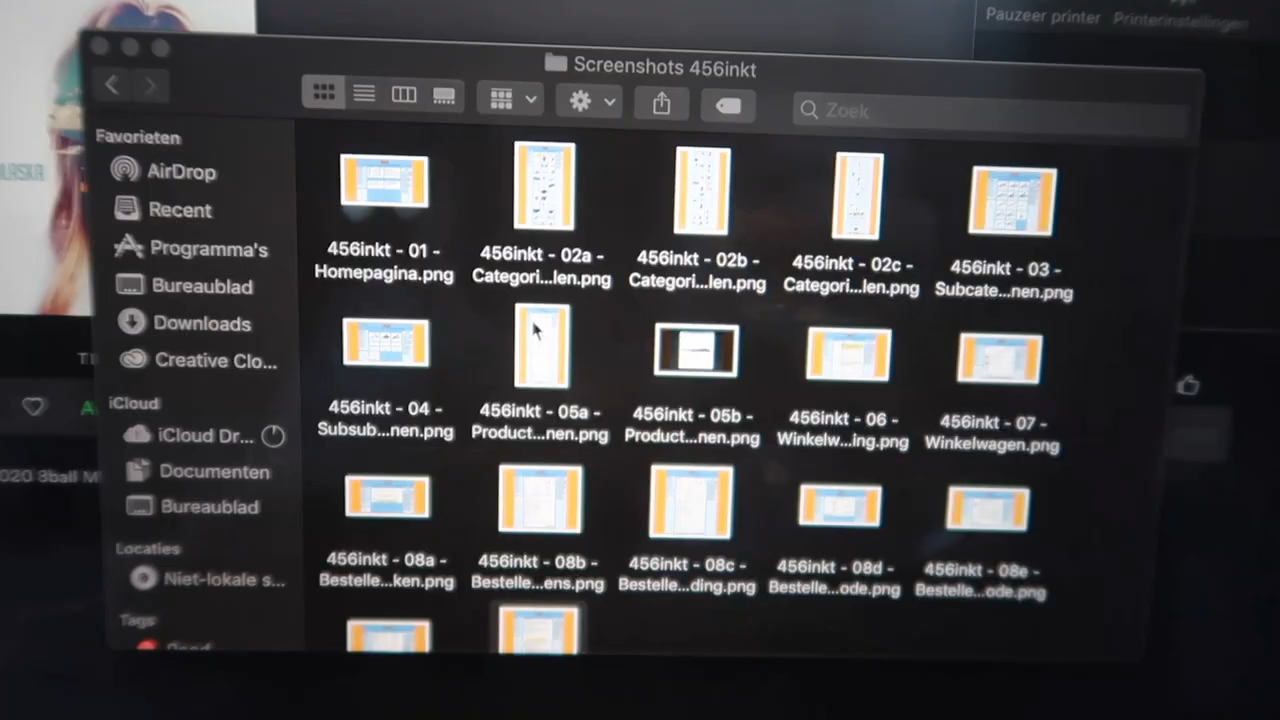 Pauzeer printer Printerinstellingen
Screenshots 456inkt
Zoek
Favorieten
AirDrop
Recent
Programma's
Bureaublad
Downloads
Creative Clo...
iCloud
iCloud Dr...
Documenten
Bureaublad
Locaties
Niet-lokale s...
Tags
456inkt - 01 -
Homepagina.png
456inkt - 02a -
Categori...len.png
456inkt - 02b -
Categori...len.png
456inkt - 02c -
Categori...len.png
456inkt - 03 -
Subcate...nen.png
456inkt - 04 -
Subsub...nen.png
456inkt - 05a -
Product...nen.png
456inkt - 05b -
Product...nen.png
456inkt - 06 -
Winkelw...ing.png
456inkt - 07 -
Winkelwagen.png
456inkt - 08a -
Bestelle...ken.png
456inkt - 08b -
Bestelle...ens.png
456inkt - 08c -
Bestelle...ding.png
456inkt - 08d -
Bestelle...ode.png
456inkt - 08e -
Bestelle...ode.png
020 8ball M